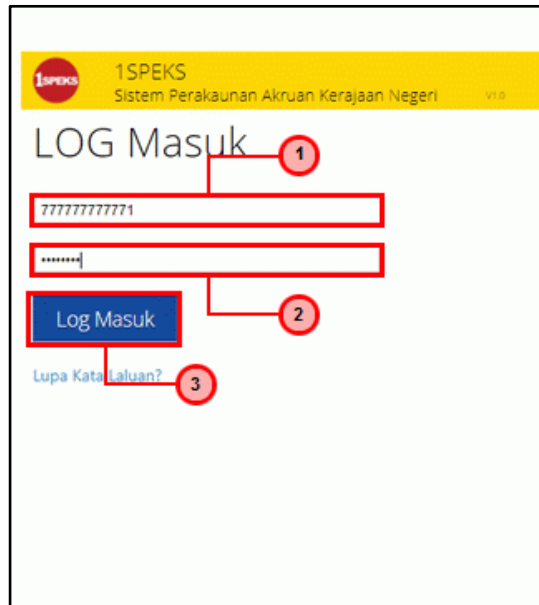 1SPEKS
1SPEKS
Sistem Perakaunan Akruan Kerajaan Negeri
V1.0
LOG Masuk
1
777777777771
••••••••
2
Log Masuk
Lupa Kata Laluan?
3